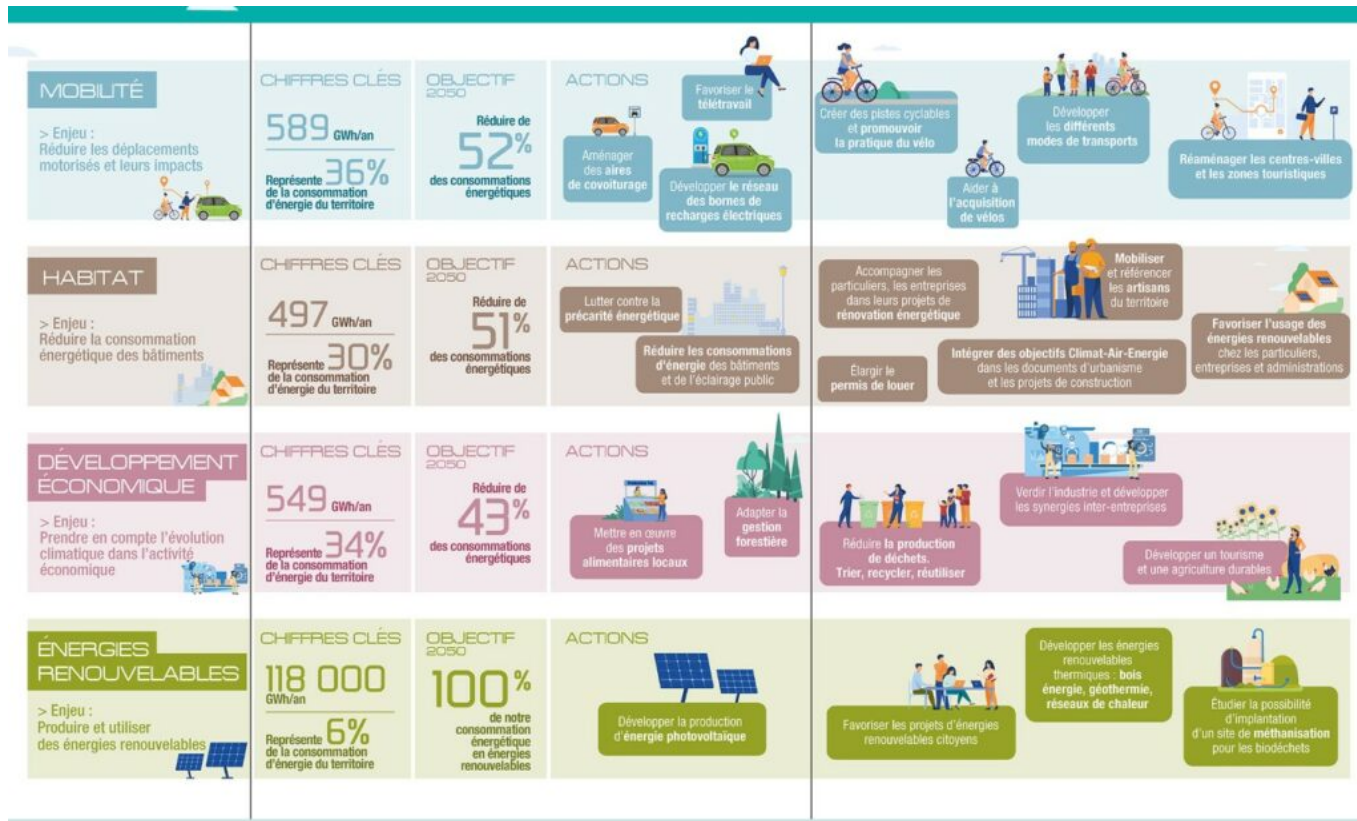 MOBILITÉ
> Enjeu :
Réduire les déplacements
motorisés et leurs impacts
CHIFFRES CLÉS
589 GWh/an
Représente 36%
de la consommation
d'énergie du territoire
OBJECTIF
2050
Réduire de
52%
des consommations
énergétiques
ACTIONS
Aménager
des aires
de covoiturage
Favoriser le
télétravail
Développer le réseau
des bornes de
recharges électriques
Créer des pistes cyclables
et promouvoir
la pratique du vélo
Aider à
l'acquisition
de vélos
Développer
les différents
modes de transports
Réaménager les centres-villes
et les zones touristiques
HABITAT
> Enjeu :
Réduire la consommation
énergétique des bâtiments
CHIFFRES CLÉS
497 GWh/an
Représente 30%
de la consommation
d'énergie du territoire
OBJECTIF
2050
Réduire de
51%
des consommations
énergétiques
ACTIONS
Lutter contre la
précarité énergétique
Réduire les consommations
d'énergie des bâtiments
et de l'éclairage public
Accompagner les
particuliers, les entreprises
dans leurs projets de
rénovation énergétique
Élargir le
permis de louer
Mobiliser
et référencer
les artisans
du territoire
Intégrer des objectifs Climat-Air-Energie
dans les documents d'urbanisme
et les projets de construction
Favoriser l'usage des
énergies renouvelables
chez les particuliers,
entreprises et administrations
DÉVELOPPEMENT
ÉCONOMIQUE
> Enjeu :
Prendre en compte l'évolution
climatique dans l'activité
économique
CHIFFRES CLÉS
549 GWh/an
Représente 34%
de la consommation
d'énergie du territoire
OBJECTIF
2050
Réduire de
43%
des consommations
énergétiques
ACTIONS
Mettre en œuvre
des projets
alimentaires locaux
Adapter la
gestion
forestière
Réduire la production
de déchets.
Trier, recycler, réutiliser
Verdir l'industrie et développer
les synergies inter-entreprises
Développer un tourisme
et une agriculture durables
ÉNERGIES
RENOUVELABLES
> Enjeu :
Produire et utiliser
des énergies renouvelables
CHIFFRES CLÉS
118 000
GWh/an
Représente 6%
de la consommation
d'énergie du territoire
OBJECTIF
2050
100%
de notre
consommation
énergétique
en énergies
renouvelables
ACTIONS
Développer la production
d'énergie photovoltaïque
Favoriser les projets d'énergies
renouvelables citoyens
Développer les énergies
renouvelables
thermiques : bois
énergie, géothermie,
réseaux de chaleur
Étudier la possibilité
d'implantation
d'un site de méthanisation
pour les biodéchets